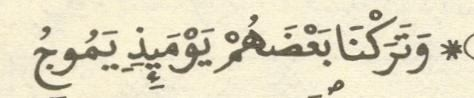 * وَتَرَكْنَا بَعْضَهُمْ يَوْمَئِذٍ يَمُوجُ